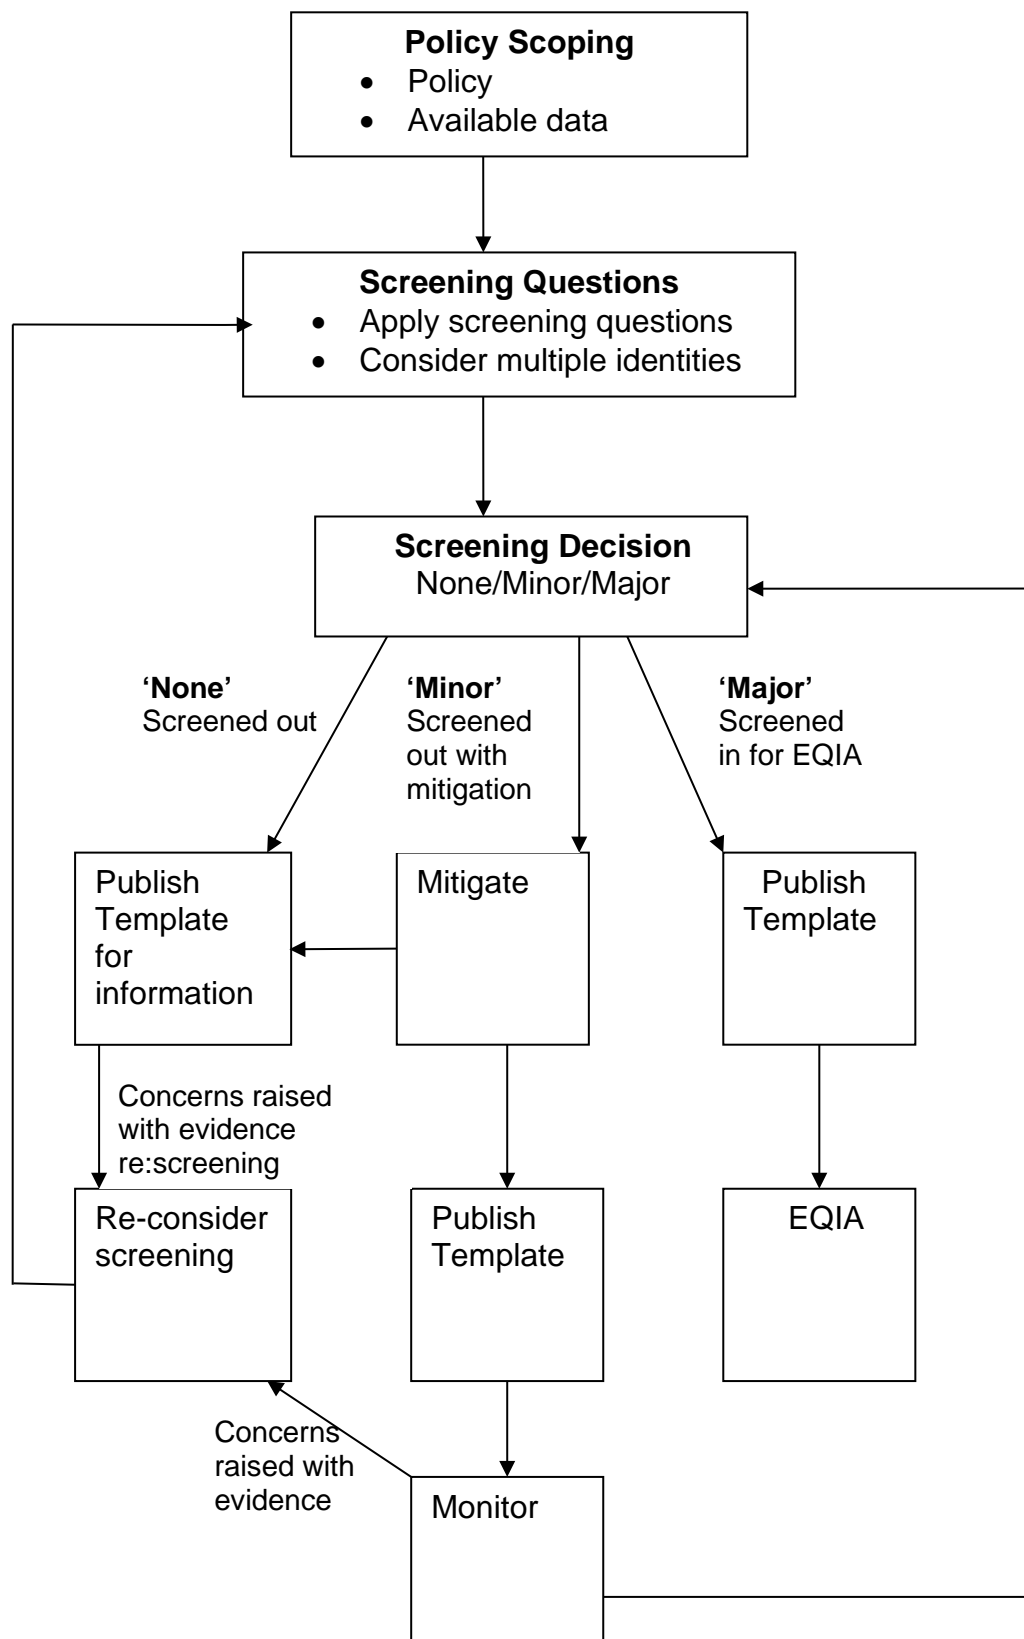 Policy Scoping
• Policy
• Available data
Screening Questions
• Apply screening questions
• Consider multiple identities
Screening Decision
None/Minor/Major
‘None’
Screened out
‘Minor’
Screened
out with
mitigation
‘Major’
Screened
in for EQIA
Publish
Template
for
information
Mitigate
Publish
Template
Concerns raised
with evidence
re:screening
Re-consider
screening
Publish
Template
EQIA
Concerns
raised with
evidence
Monitor